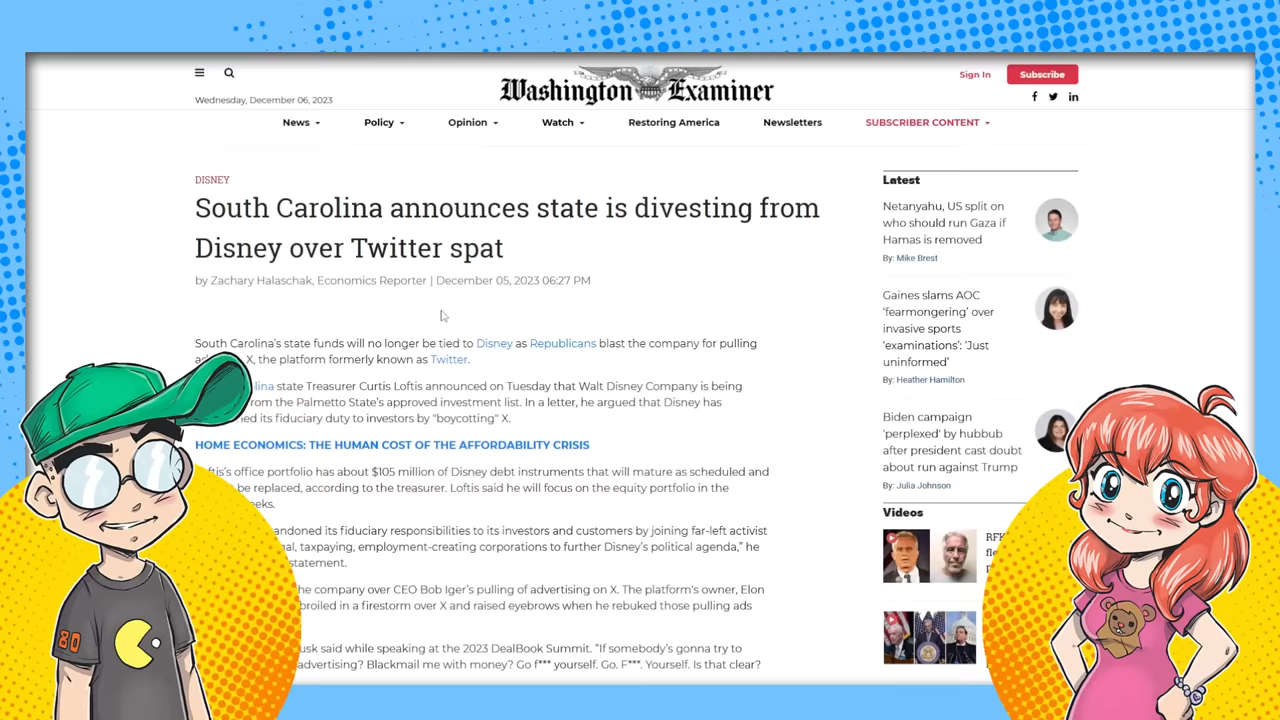 Washington Examiner
Sign In
Subscribe
Wednesday, December 06, 2023
News
Policy
Opinion
Watch
Restoring America
Newsletters
SUBSCRIBER CONTENT
DISNEY
South Carolina announces state is divesting from
Disney over Twitter spat
by Zachary Halaschak, Economics Reporter | December 05, 2023 06:27 PM
South Carolina's state funds will no longer be tied to Disney as Republicans blast the company for pulling
X, the platform formerly known as Twitter.
lina state Treasurer Curtis Loftis announced on Tuesday that Walt Disney Company is being
rom the Palmetto State's approved investment list. In a letter, he argued that Disney has
ned its fiduciary duty to investors by "boycotting" X.
HOME ECONOMICS: THE HUMAN COST OF THE AFFORDABILITY CRISIS
ftis's office portfolio has about $105 million of Disney debt instruments that will mature as scheduled and
be replaced, according to the treasurer. Loftis said he will focus on the equity portfolio in the
eeks.
andoned its fiduciary responsibilities to its investors and customers by joining far-left activist
al, taxpaying, employment-creating corporations to further Disney's political agenda," he
statement.
he company over CEO Bob Iger's pulling of advertising on X. The platform's owner, Elon
broiled in a firestorm over X and raised eyebrows when he rebuked those pulling ads
usk said while speaking at the 2023 DealBook Summit. "If somebody's gonna try to
advertising? Blackmail me with money? Go f*** yourself. Go. F***. Yourself. Is that clear?
Latest
Netanyahu, US split on
who should run Gaza if
Hamas is removed
By: Mike Brest
Gaines slams AOC
'fearmongering' over
invasive sports
'examinations': 'Just
uninformed'
By: Heather Hamilton
Biden campaign
'perplexed' by hubbub
after president cast doubt
about run against Trump
By: Julia Johnson
Videos
RFK
80